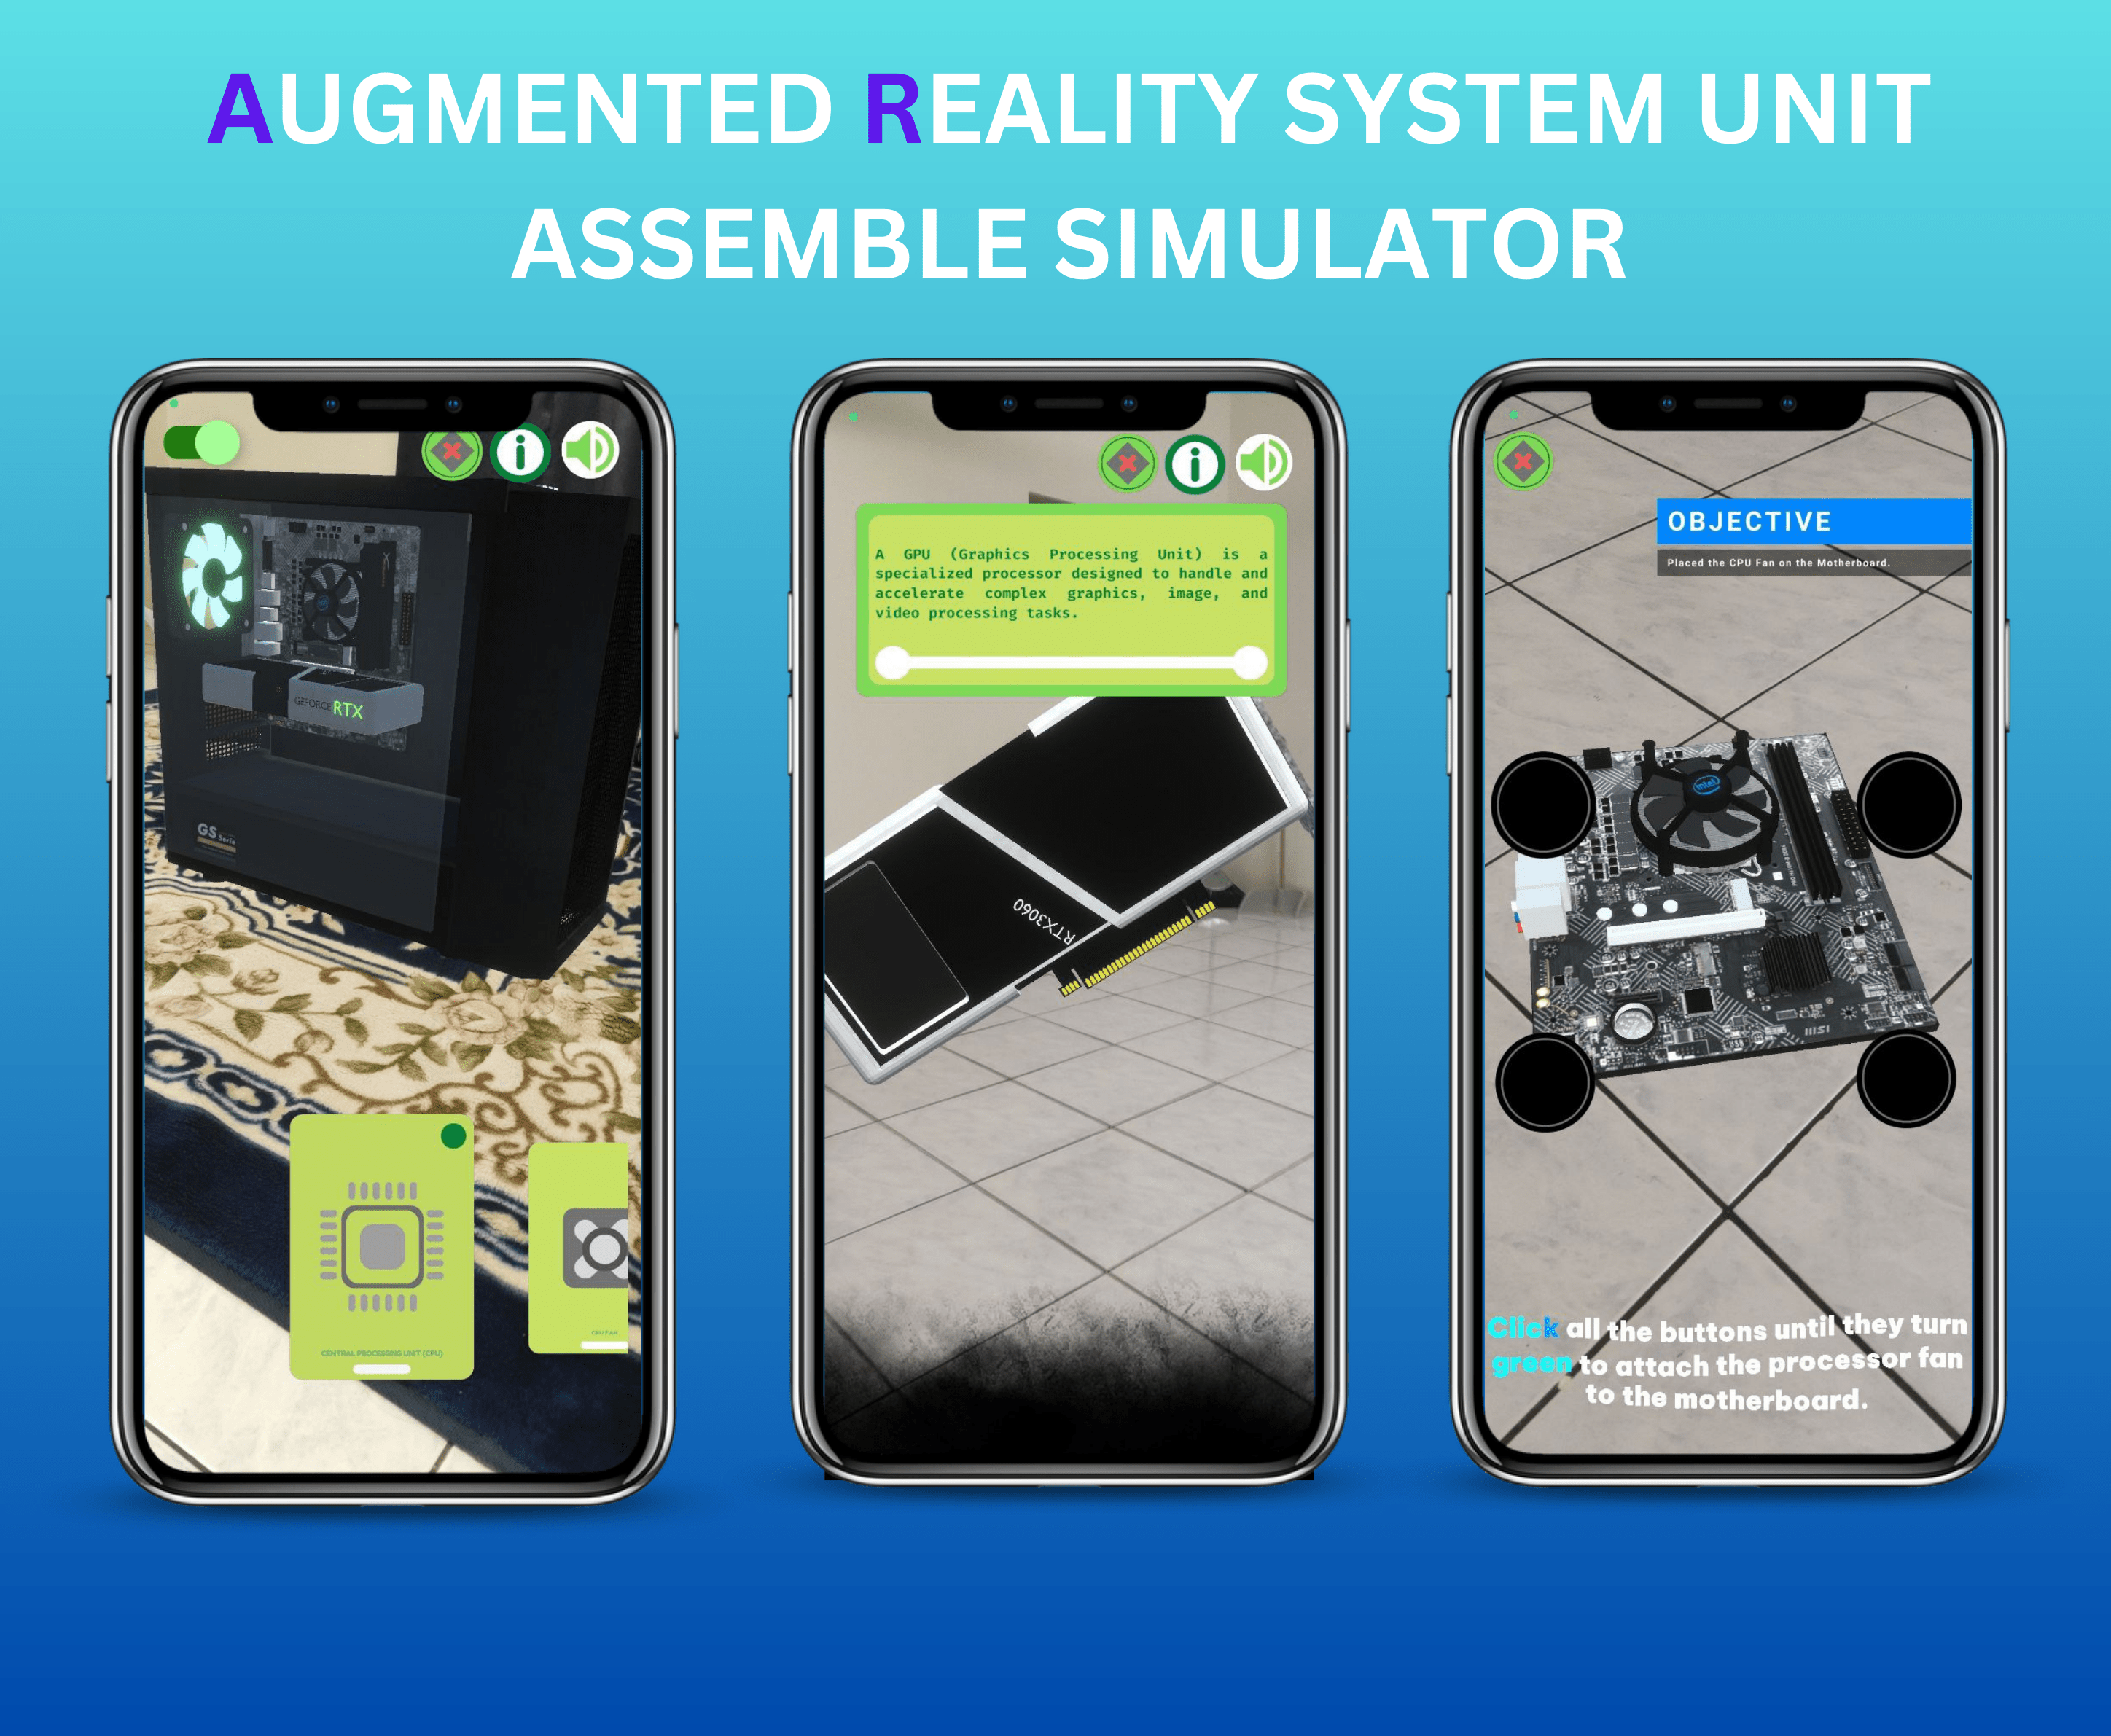 AUGMENTED REALITY SYSTEM UNIT
ASSEMBLE SIMULATOR
GEFORCE RTX
GS Serie
CENTRAL PROCESSING UNIT (CPU)
CPU FAN
A GPU (Graphics Processing Unit) is a
specialized processor designed to handle and
accelerate complex graphics, image, and
video processing tasks.
RTX3060
OBJECTIVE
Placed the CPU Fan on the Motherboard.
intel
msi
Click all the buttons until they turn
green to attach the processor fan
to the motherboard.